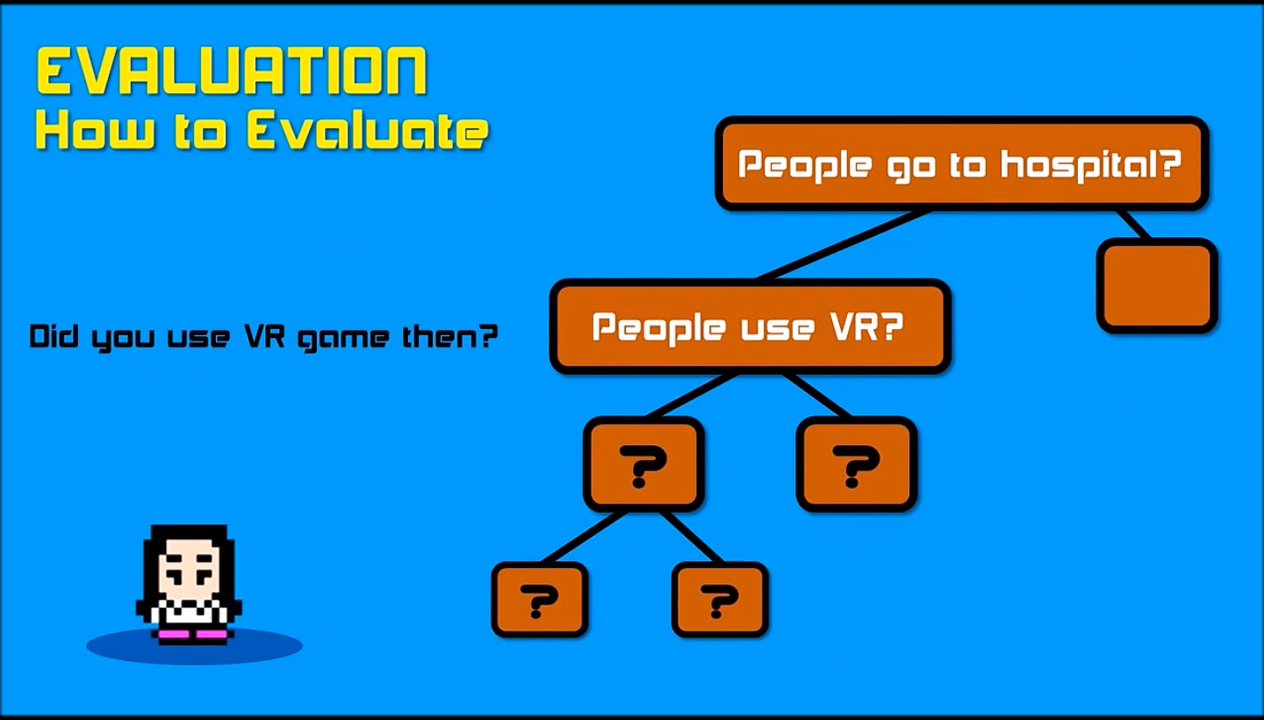 EVALUATION
How to Evaluate
People go to hospital?
Did you use VR game then?
People use VR?
?
?
?
?